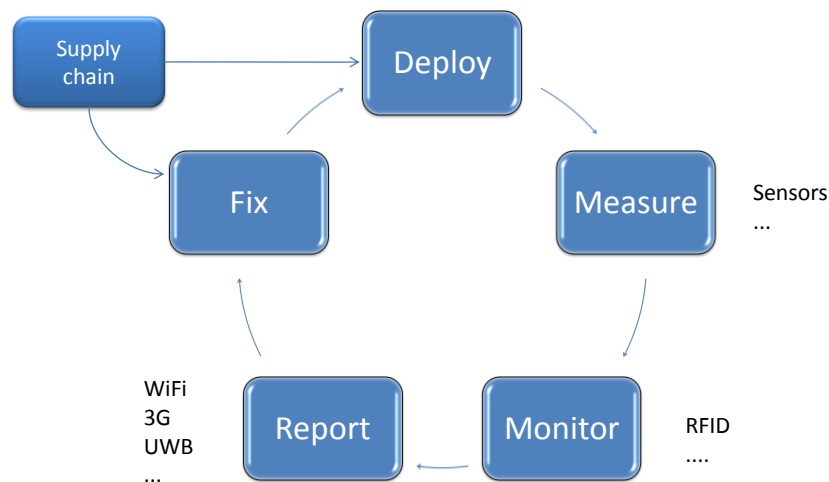 Supply
chain
Deploy
Fix
Measure
Sensors
...
WiFi
3G
UWB
...
Report
Monitor
RFID
....